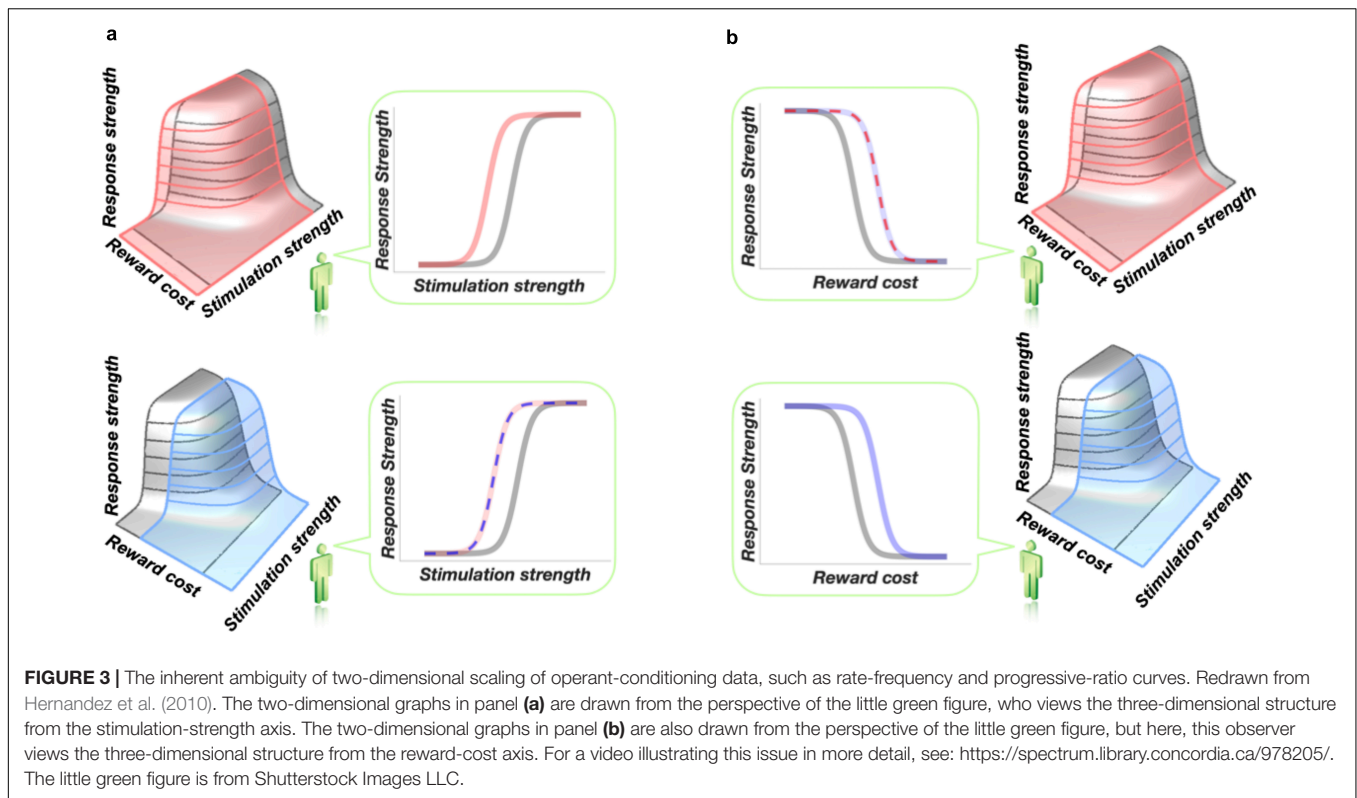 a
b
Response strength
Reward cost
Stimulation strength
Response Strength
Stimulation strength
Response Strength
Reward cost
Response strength
Reward cost
Stimulation strength
Response strength
Reward cost
Stimulation strength
Response Strength
Stimulation strength
Response Strength
Reward cost
Response strength
Reward cost
Stimulation strength
FIGURE 3 | The inherent ambiguity of two-dimensional scaling of operant-conditioning data, such as rate-frequency and progressive-ratio curves. Redrawn from
Hernandez et al. (2010). The two-dimensional graphs in panel (a) are drawn from the perspective of the little green figure, who views the three-dimensional structure
from the stimulation-strength axis. The two-dimensional graphs in panel (b) are also drawn from the perspective of the little green figure, but here, this observer
views the three-dimensional structure from the reward-cost axis. For a video illustrating this issue in more detail, see: https://spectrum.library.concordia.ca/978205/.
The little green figure is from Shutterstock Images LLC.